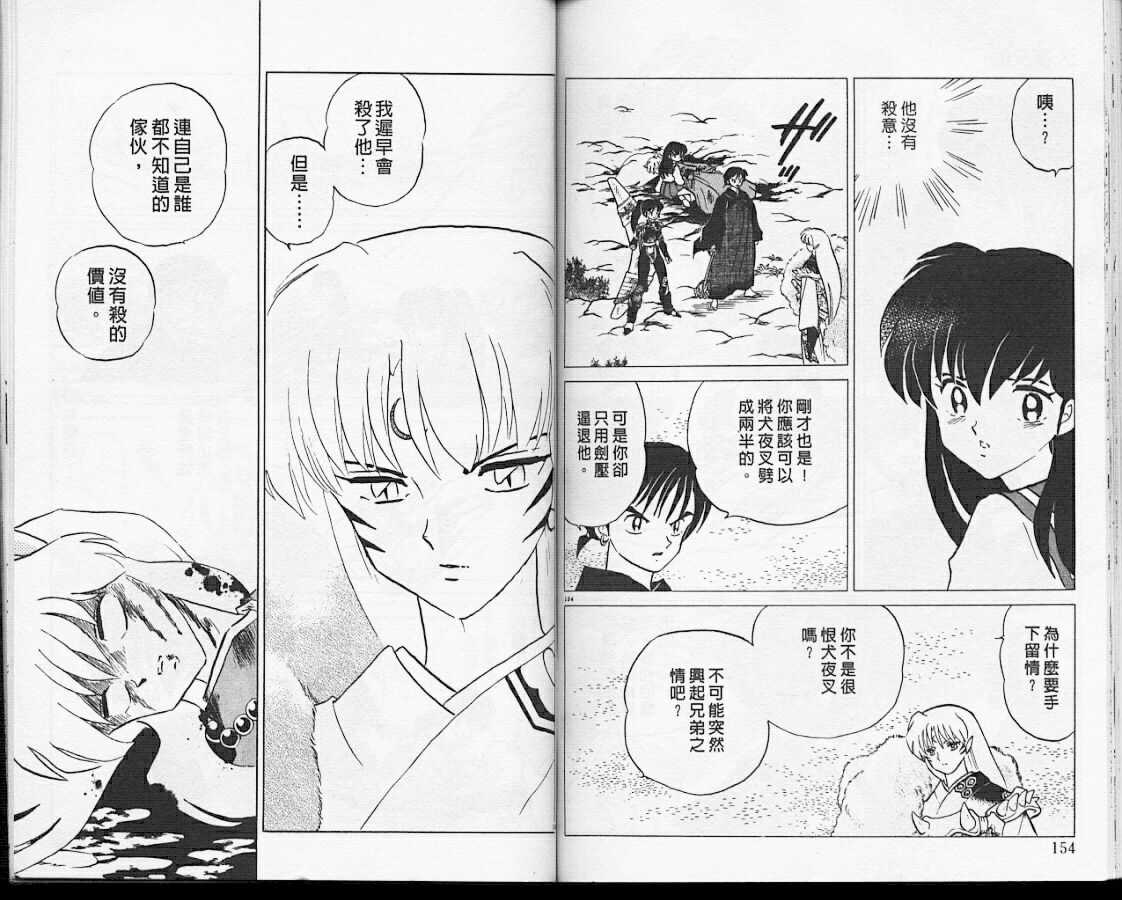 咦…?
他沒有
殺意…
剛才也是!
你應該可以
將犬夜叉劈
成兩半的。
可是你卻
只用劍壓
逼退他。
104
為什麼要手
下留情?
你不是很
恨犬夜叉
嗎?
不可能突然
興起兄弟之
情吧?
154
我遲早會
殺了他…
但是……
連自己是誰
都不知道的
傢伙,
沒有殺的
價值。